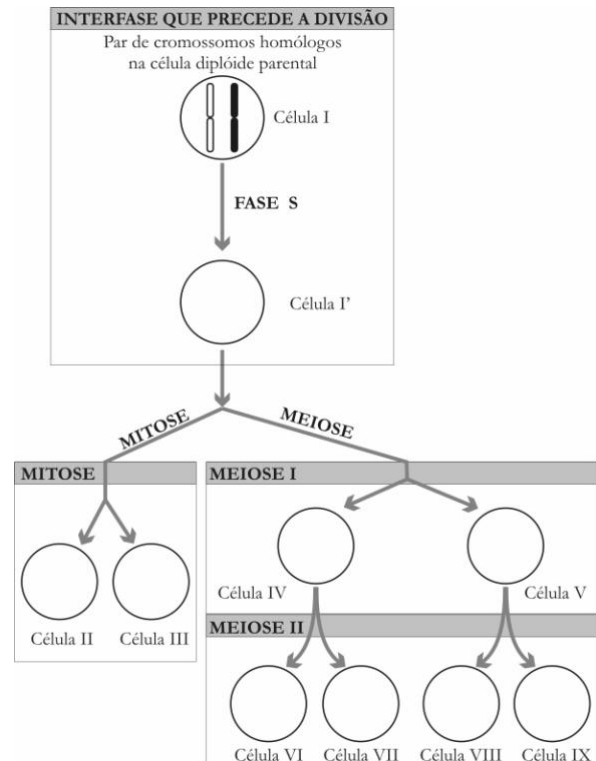 INTERFASE QUE PRECEDE A DIVISÃO
Par de cromossomos homólogos
na célula diplóide parental
Célula I
FASE S
Célula I’
MITOSE
MEIOSE
MITOSE
MEIOSE I
Célula II
Célula III
Célula IV
Célula V
MEIOSE II
Célula VI
Célula VII
Célula VIII
Célula IX